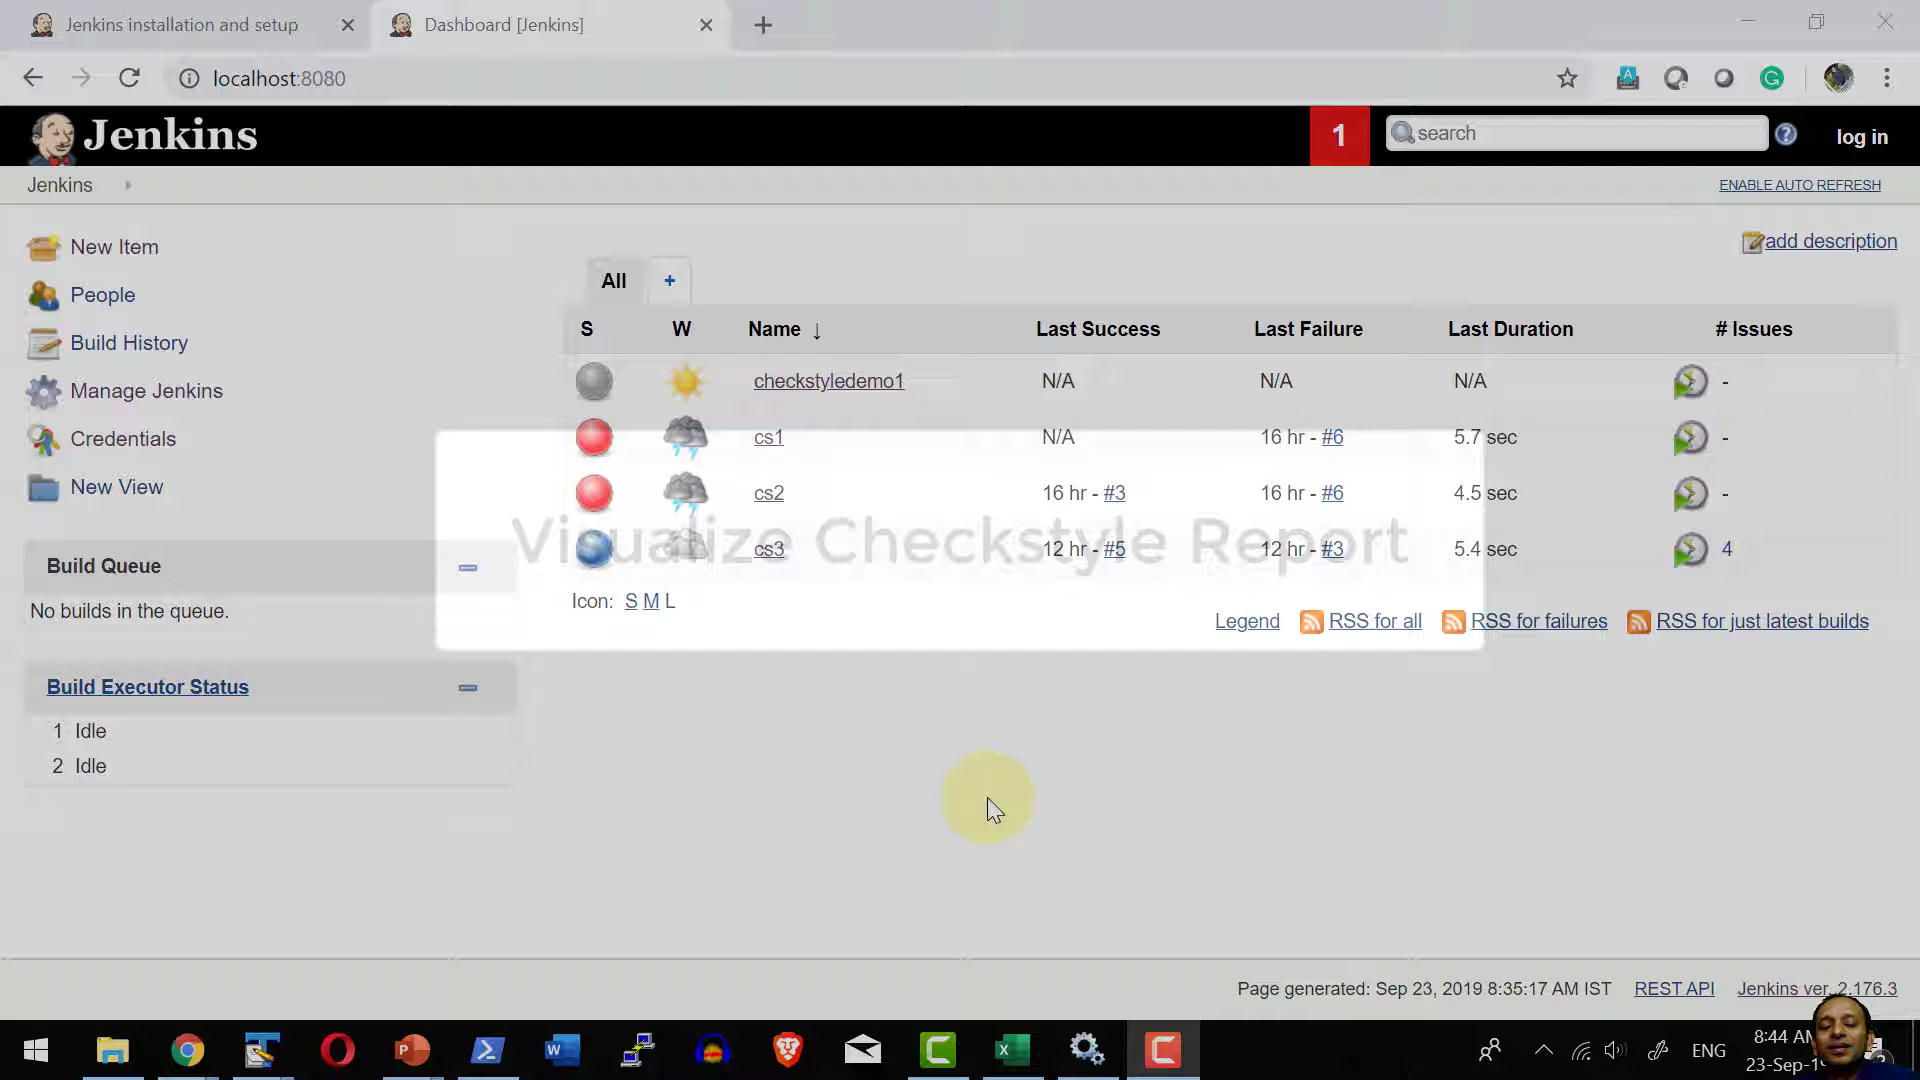 Jenkins installation and setup
Dashboard [Jenkins]
localhost:8080
Jenkins
1
search
log in
Jenkins
ENABLE AUTO REFRESH
New Item
People
Build History
Manage Jenkins
Credentials
New View
add description
All +
S W Name ↓ Last Success Last Failure Last Duration # Issues
checkstyledemo1 N/A N/A N/A -
cs1 N/A 16 hr - #6 5.7 sec -
cs2 16 hr - #3 16 hr - #6 4.5 sec -
Visualize Checkstyle Report
cs3 12 hr - #5 12 hr - #3 5.4 sec 4
Icon: S M L
Legend RSS for all RSS for failures RSS for just latest builds
Build Queue
No builds in the queue.
Build Executor Status
1 Idle
2 Idle
Page generated: Sep 23, 2019 8:35:17 AM IST REST API Jenkins ver. 2.176.3
ENG
8:44
23-Sep-